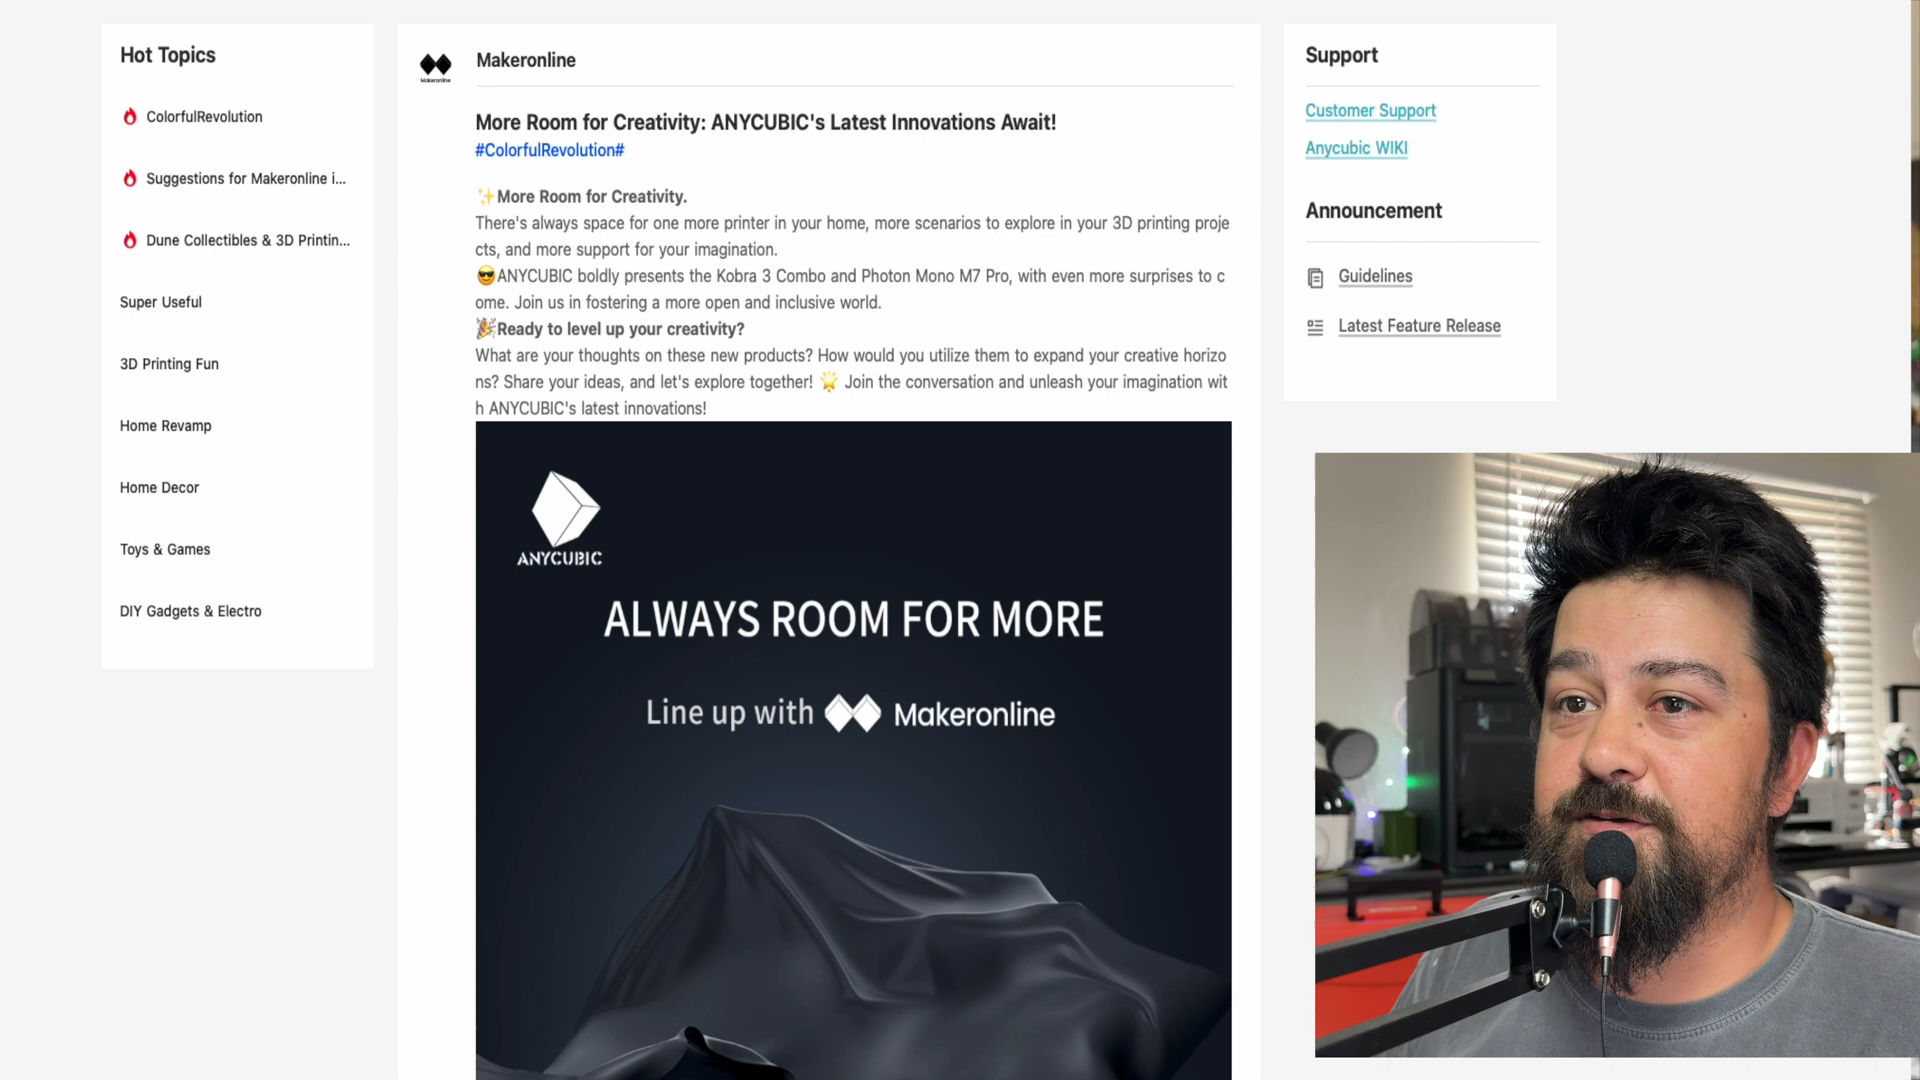 Hot Topics
ColorfulRevolution
Suggestions for Makeronline i...
Dune Collectibles & 3D Printin...
Super Useful
3D Printing Fun
Home Revamp
Home Decor
Toys & Games
DIY Gadgets & Electro
Makeronline
Makeronline
More Room for Creativity: ANYCUBIC's Latest Innovations Await!
#ColorfulRevolution#
✨More Room for Creativity.
There's always space for one more printer in your home, more scenarios to explore in your 3D printing proje
cts, and more support for your imagination.
😎ANYCUBIC boldly presents the Kobra 3 Combo and Photon Mono M7 Pro, with even more surprises to c
ome. Join us in fostering a more open and inclusive world.
🎉Ready to level up your creativity?
What are your thoughts on these new products? How would you utilize them to expand your creative horizo
ns? Share your ideas, and let's explore together! 🌟 Join the conversation and unleash your imagination wit
h ANYCUBIC's latest innovations!
ANYCUBIC
ALWAYS ROOM FOR MORE
Line up with Makeronline
Support
Customer Support
Anycubic WIKI
Announcement
Guidelines
Latest Feature Release